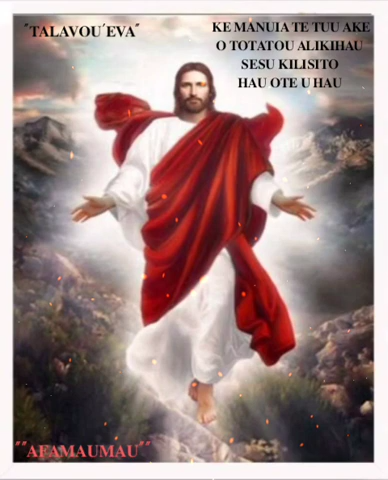 ˝TALAVOU´EVA˝
KE MANUIA TE TUU AKE
O TOTATOU ALIKIHAU
SESU KILISITO
HAU OTE U HAU
˝˝AFAMAUMAU˝˝